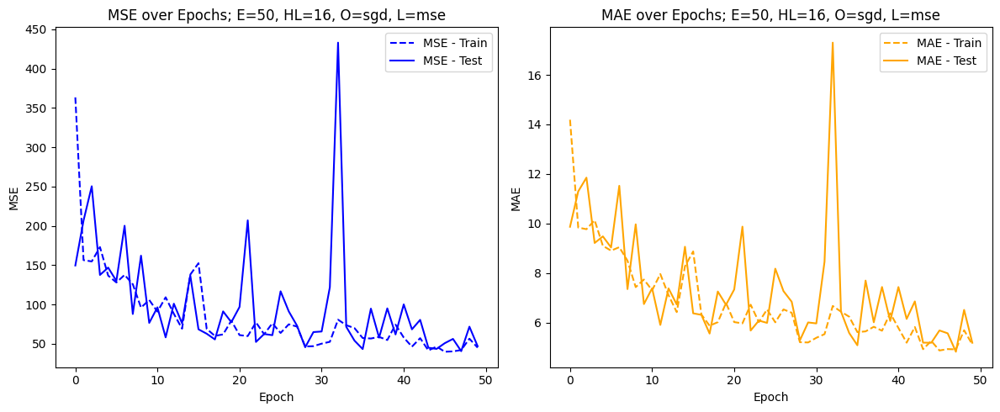 MSE over Epochs; E=50, HL=16, O=sgd, L=mse
450
400
350
300
250
200
150
100
50
MSE
MSE - Train
MSE - Test
0
10
20
30
40
50
Epoch
MAE over Epochs; E=50, HL=16, O=sgd, L=mse
16
14
12
10
8
6
MAE
MAE - Train
MAE - Test
0
10
20
30
40
50
Epoch